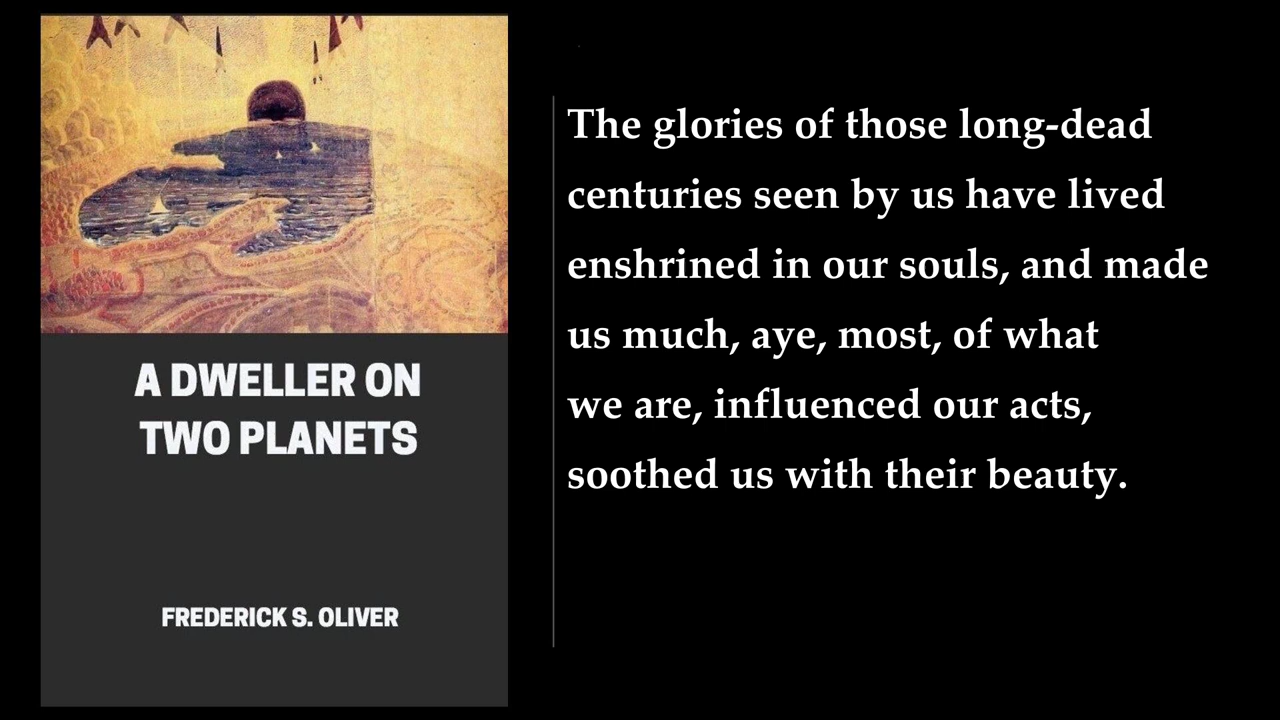 A DWELLER ON
TWO PLANETS
FREDERICK S. OLIVER
The glories of those long-dead
centuries seen by us have lived
enshrined in our souls, and made
us much, aye, most, of what
we are, influenced our acts,
soothed us with their beauty.